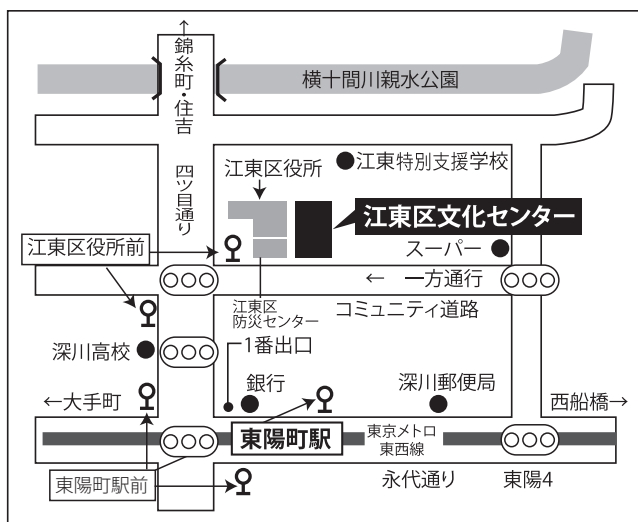 ↑錦糸町・住吉
横十間川親水公園
四ツ目通り
江東区役所
江東特別支援学校
江東区文化センター
江東区役所前
スーパー
← 一方通行
江東区
防災センター
コミュニティ道路
深川高校
1番出口
銀行
深川郵便局
←大手町
西船橋→
東陽町駅
東京メトロ
東西線
東陽町駅前
永代通り
東陽4